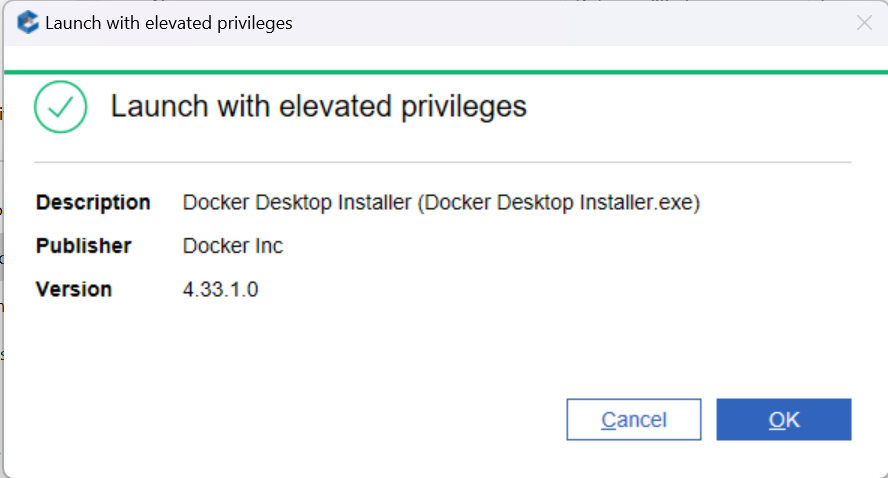 Launch with elevated privileges
Launch with elevated privileges
Description Docker Desktop Installer (Docker Desktop Installer.exe)
Publisher Docker Inc
Version 4.33.1.0
Cancel OK